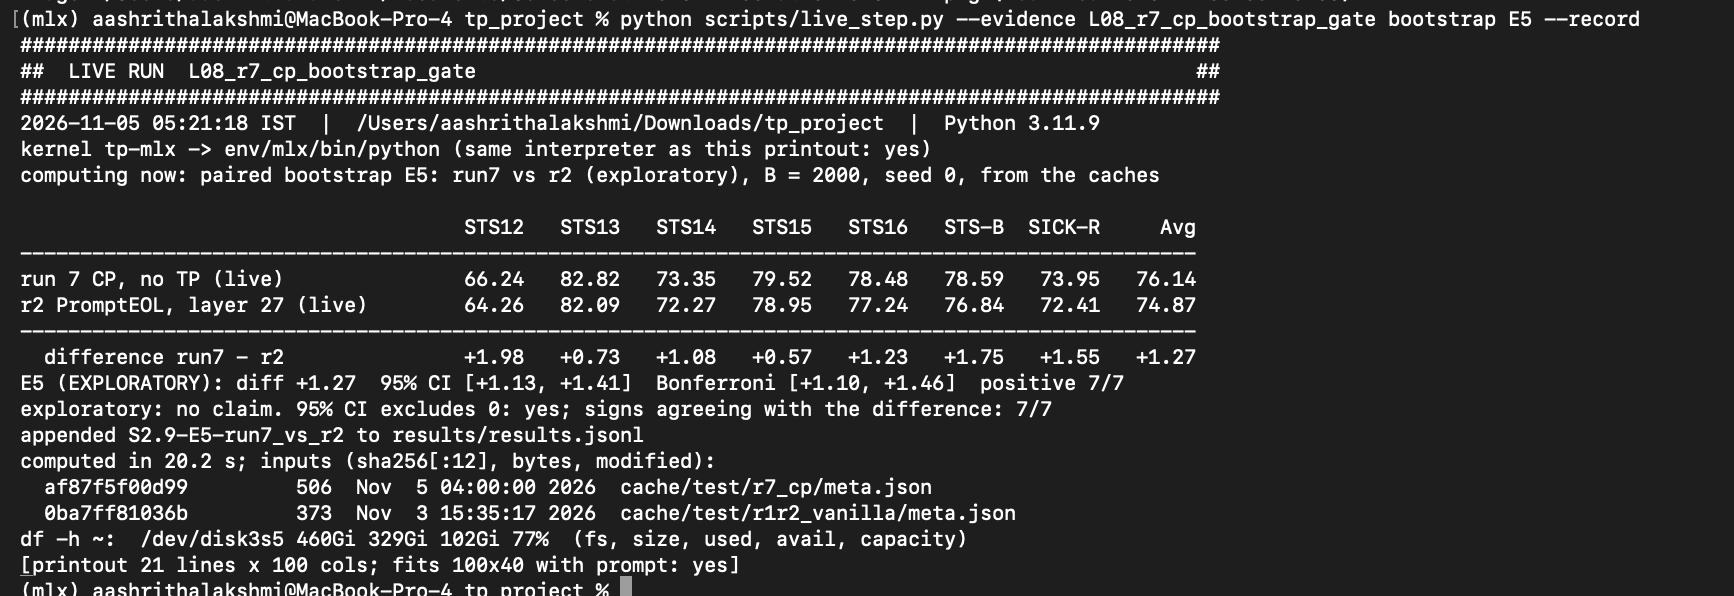 [(mlx) aashrithalakshmi@MacBook-Pro-4 tp_project % python scripts/live_step.py --evidence L08_r7_cp_bootstrap_gate bootstrap E5 --record
####################################################################################################
##  LIVE RUN  L08_r7_cp_bootstrap_gate                                                            ##
####################################################################################################
2026-11-05 05:21:18 IST  |  /Users/aashrithalakshmi/Downloads/tp_project  |  Python 3.11.9
kernel tp-mlx -> env/mlx/bin/python (same interpreter as this printout: yes)
computing now: paired bootstrap E5: run7 vs r2 (exploratory), B = 2000, seed 0, from the caches
                                     STS12   STS13   STS14   STS15   STS16   STS-B  SICK-R     Avg
--------------------------------------------------------------------------------------------------
run 7 CP, no TP (live)               66.24   82.82   73.35   79.52   78.48   78.59   73.95   76.14
r2 PromptEOL, layer 27 (live)        64.26   82.09   72.27   78.95   77.24   76.84   72.41   74.87
--------------------------------------------------------------------------------------------------
  difference run7 - r2               +1.98   +0.73   +1.08   +0.57   +1.23   +1.75   +1.55   +1.27
E5 (EXPLORATORY): diff +1.27  95% CI [+1.13, +1.41]  Bonferroni [+1.10, +1.46]  positive 7/7
exploratory: no claim. 95% CI excludes 0: yes; signs agreeing with the difference: 7/7
appended S2.9-E5-run7_vs_r2 to results/results.jsonl
computed in 20.2 s; inputs (sha256[:12], bytes, modified):
  af87f5f00d99         506  Nov  5 04:00:00 2026  cache/test/r7_cp/meta.json
  0ba7ff81036b         373  Nov  3 15:35:17 2026  cache/test/r1r2_vanilla/meta.json
df -h ~:  /dev/disk3s5 460Gi 329Gi 102Gi 77%  (fs, size, used, avail, capacity)
[printout 21 lines x 100 cols; fits 100x40 with prompt: yes]
(mlx) aashrithalakshmi@MacBook-Pro-4 tp_project %